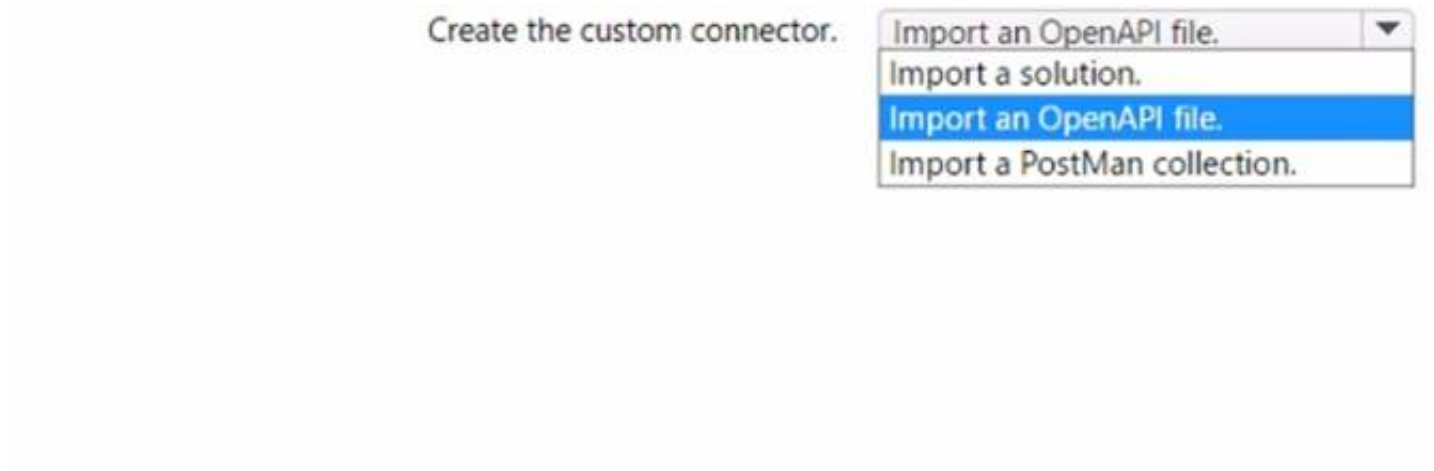 Create the custom connector. Import an OpenAPI file.
Import a solution.
Import an OpenAPI file.
Import a PostMan collection.